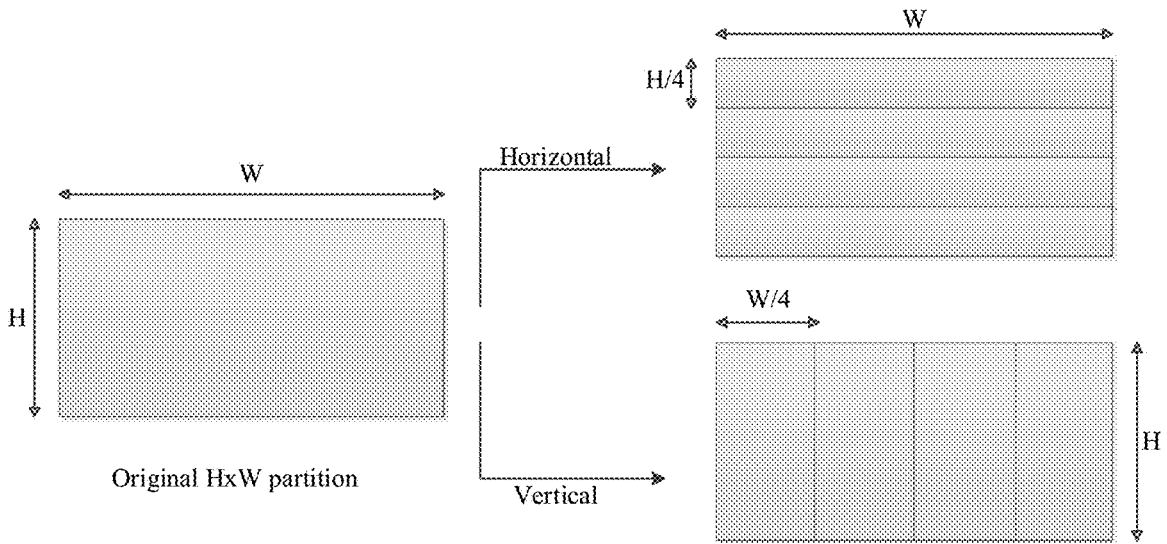 W
H
Original HxW partition
Horizontal
Vertical
W
H/4
W/4
H